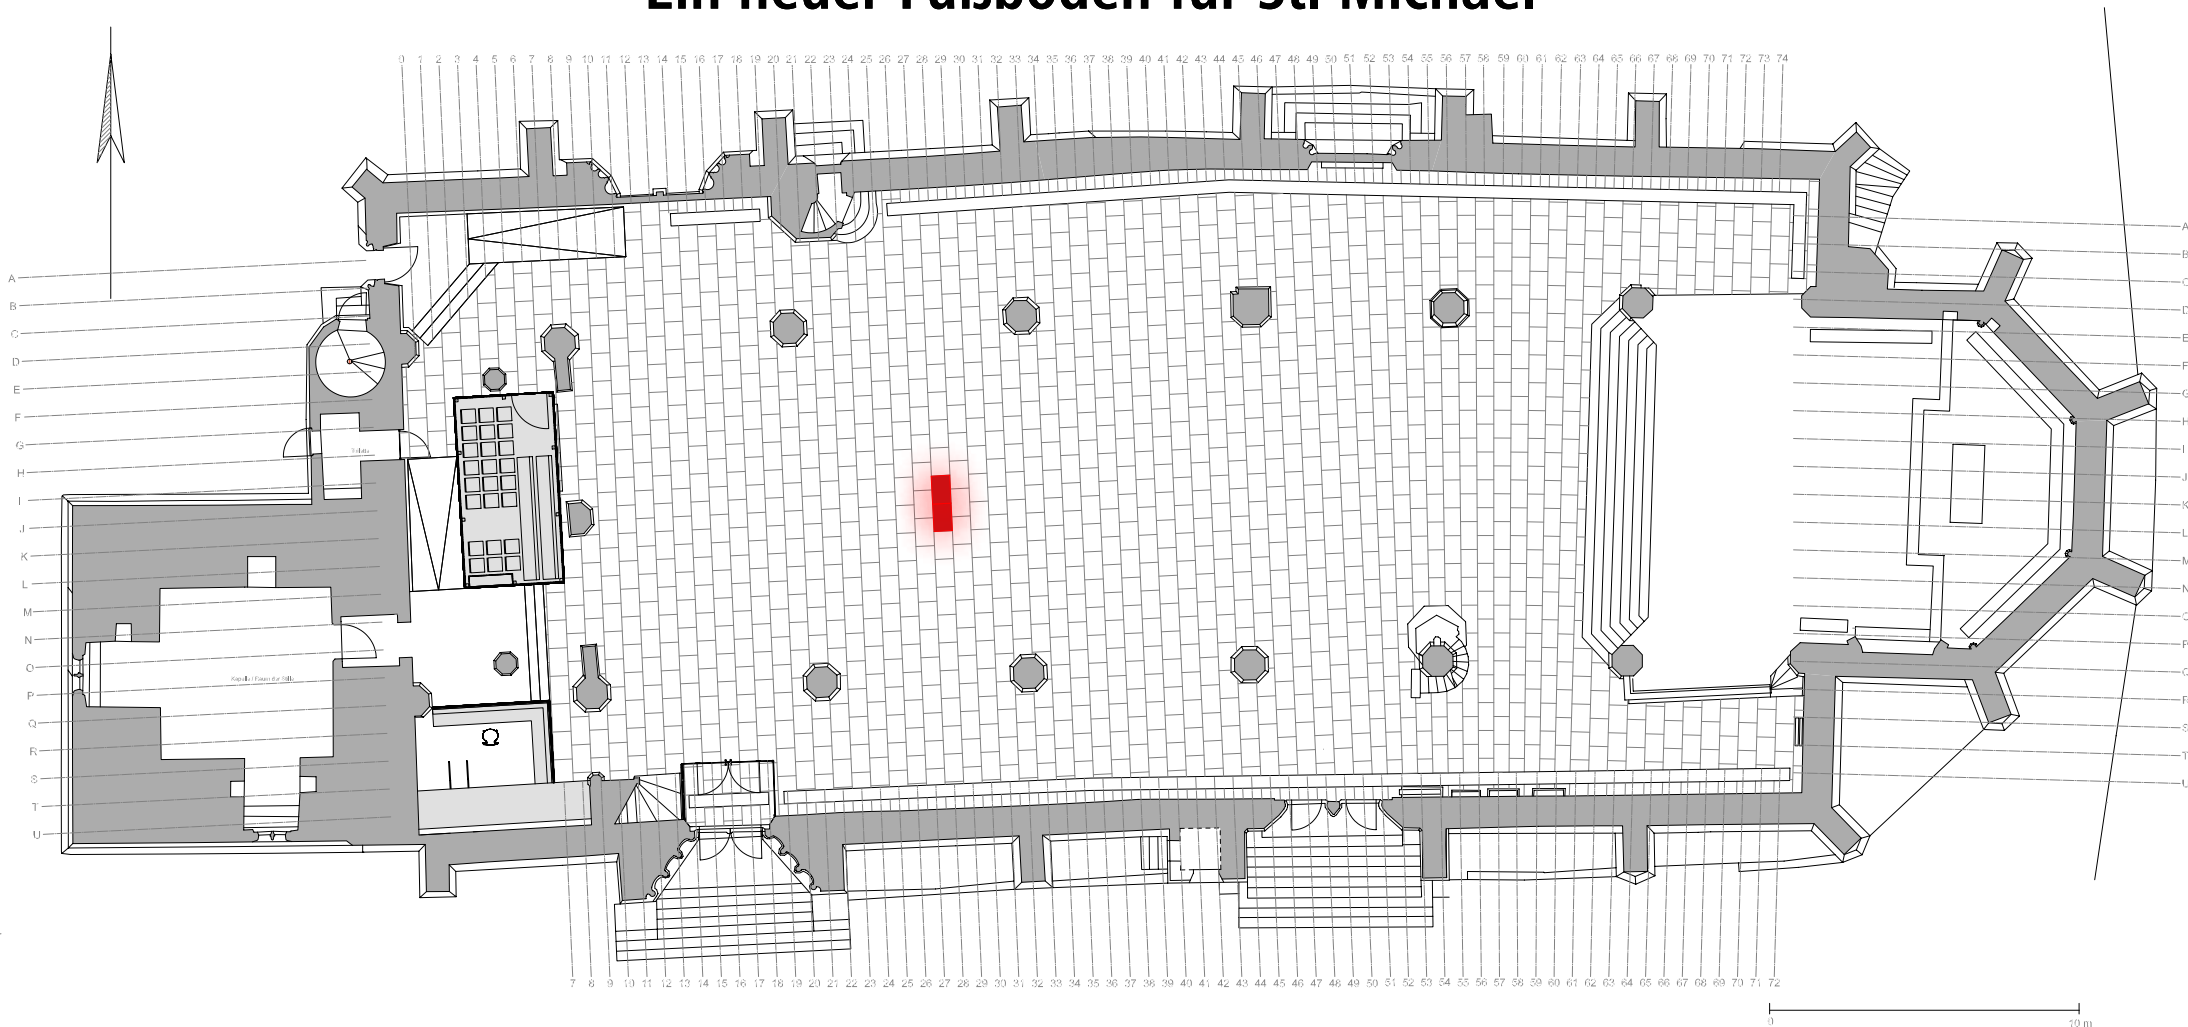 Ein neuer Fußboden für St. Michael
0 1 2 3 4 5 6 7 8 9 10 11 12 13 14 15 16 17 18 19 20 21 22 23 24 25 26 27 28 29 30 31 32 33 34 35 36 37 38 39 40 41 42 43 44 45 46 47 48 49 50 51 52 53 54 55 56 57 58 59 60 61 62 63 64 65 66 67 68 69 70 71 72 73 74
A
B
C
D
E
F
G
H
I
J
K
L
M
N
O
P
Q
R
S
T
U
A
B
C
D
E
F
G
H
I
J
K
L
M
N
O
P
Q
R
S
T
U
7 8 9 10 11 12 13 14 15 16 17 18 19 20 21 22 23 24 25 26 27 28 29 30 31 32 33 34 35 36 37 38 39 40 41 42 43 44 45 46 47 48 49 50 51 52 53 54 55 56 57 58 59 60 61 62 63 64 65 66 67 68 69 70 71 72
0 10 m